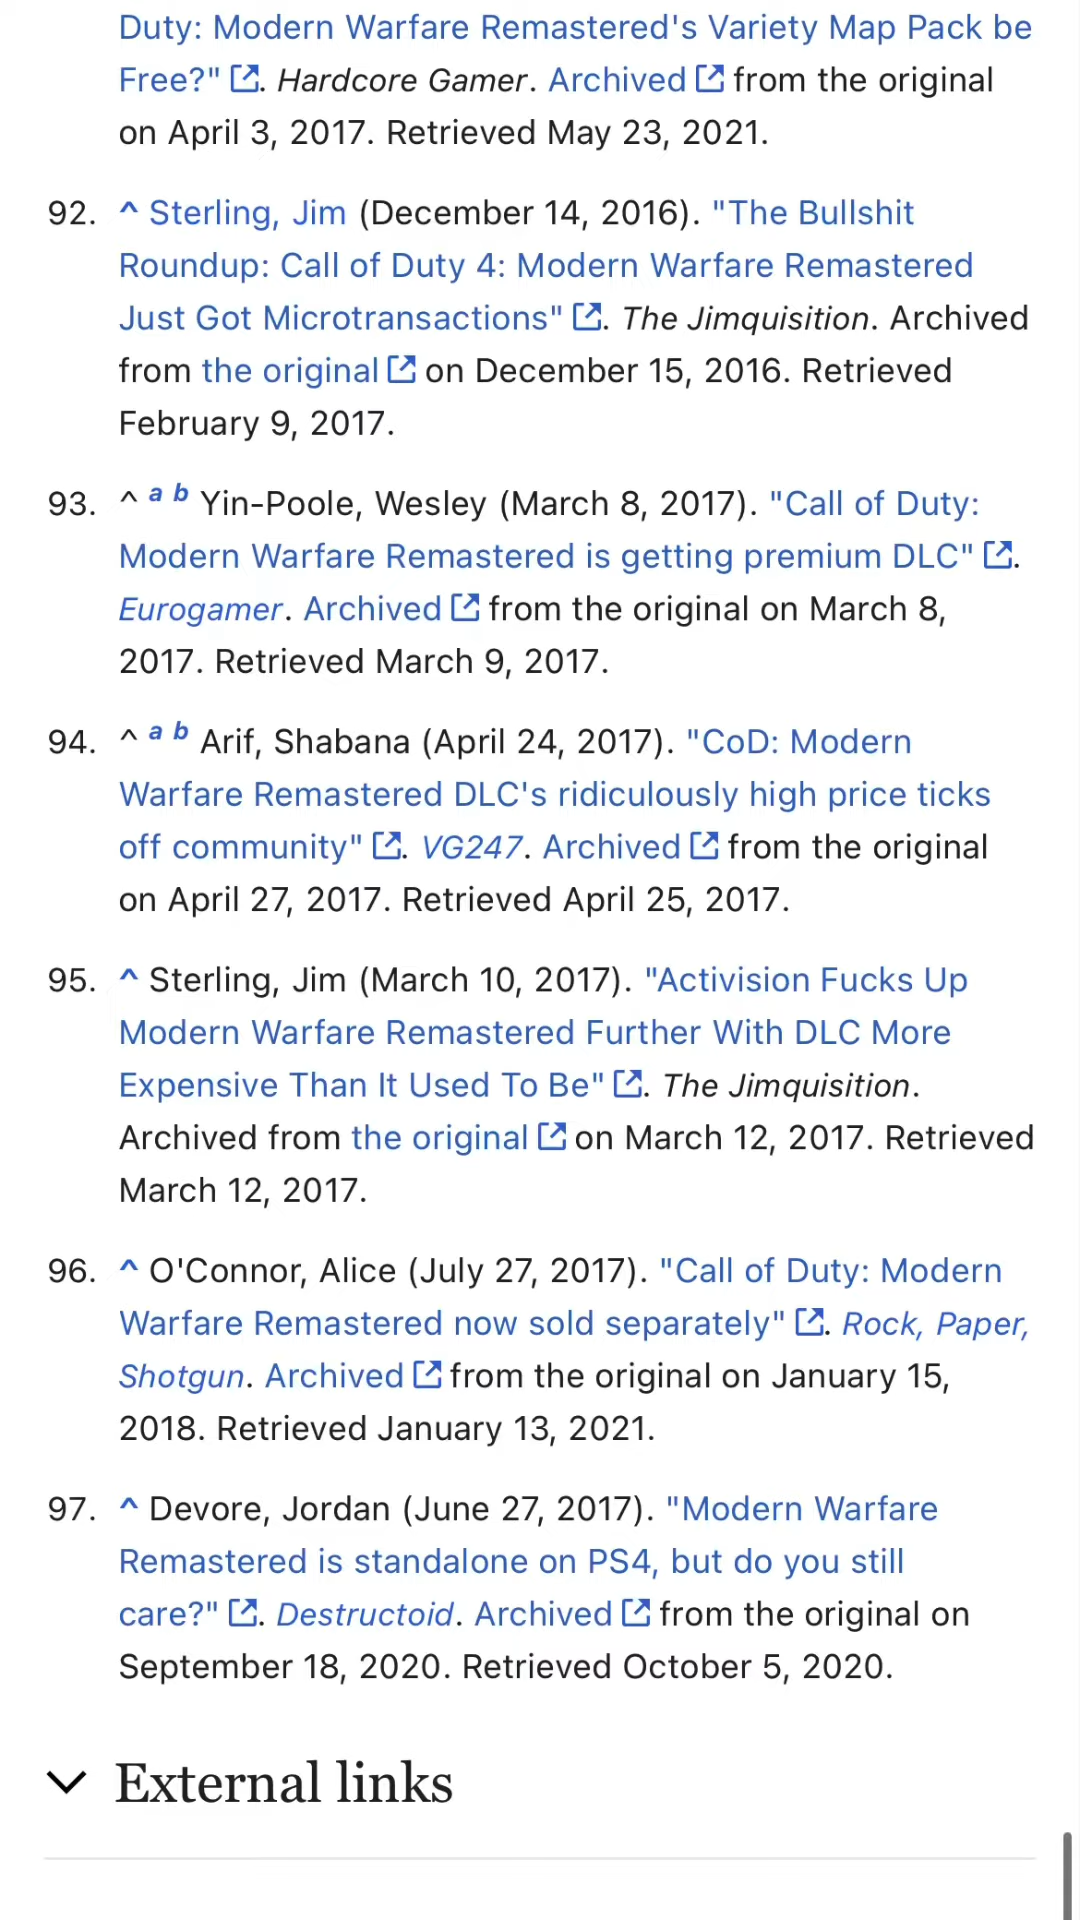 Duty: Modern Warfare Remastered's Variety Map Pack be
Free?". Hardcore Gamer. Archived from the original
on April 3, 2017. Retrieved May 23, 2021.
92. ^ Sterling, Jim (December 14, 2016). "The Bullshit
Roundup: Call of Duty 4: Modern Warfare Remastered
Just Got Microtransactions". The Jimquisition. Archived
from the original on December 15, 2016. Retrieved
February 9, 2017.
93. ^ a b Yin-Poole, Wesley (March 8, 2017). "Call of Duty:
Modern Warfare Remastered is getting premium DLC".
Eurogamer. Archived from the original on March 8,
2017. Retrieved March 9, 2017.
94. ^ a b Arif, Shabana (April 24, 2017). "CoD: Modern
Warfare Remastered DLC's ridiculously high price ticks
off community". VG247. Archived from the original
on April 27, 2017. Retrieved April 25, 2017.
95. ^ Sterling, Jim (March 10, 2017). "Activision Fucks Up
Modern Warfare Remastered Further With DLC More
Expensive Than It Used To Be". The Jimquisition.
Archived from the original on March 12, 2017. Retrieved
March 12, 2017.
96. ^ O'Connor, Alice (July 27, 2017). "Call of Duty: Modern
Warfare Remastered now sold separately". Rock, Paper,
Shotgun. Archived from the original on January 15,
2018. Retrieved January 13, 2021.
97. ^ Devore, Jordan (June 27, 2017). "Modern Warfare
Remastered is standalone on PS4, but do you still
care?". Destructoid. Archived from the original on
September 18, 2020. Retrieved October 5, 2020.
External links